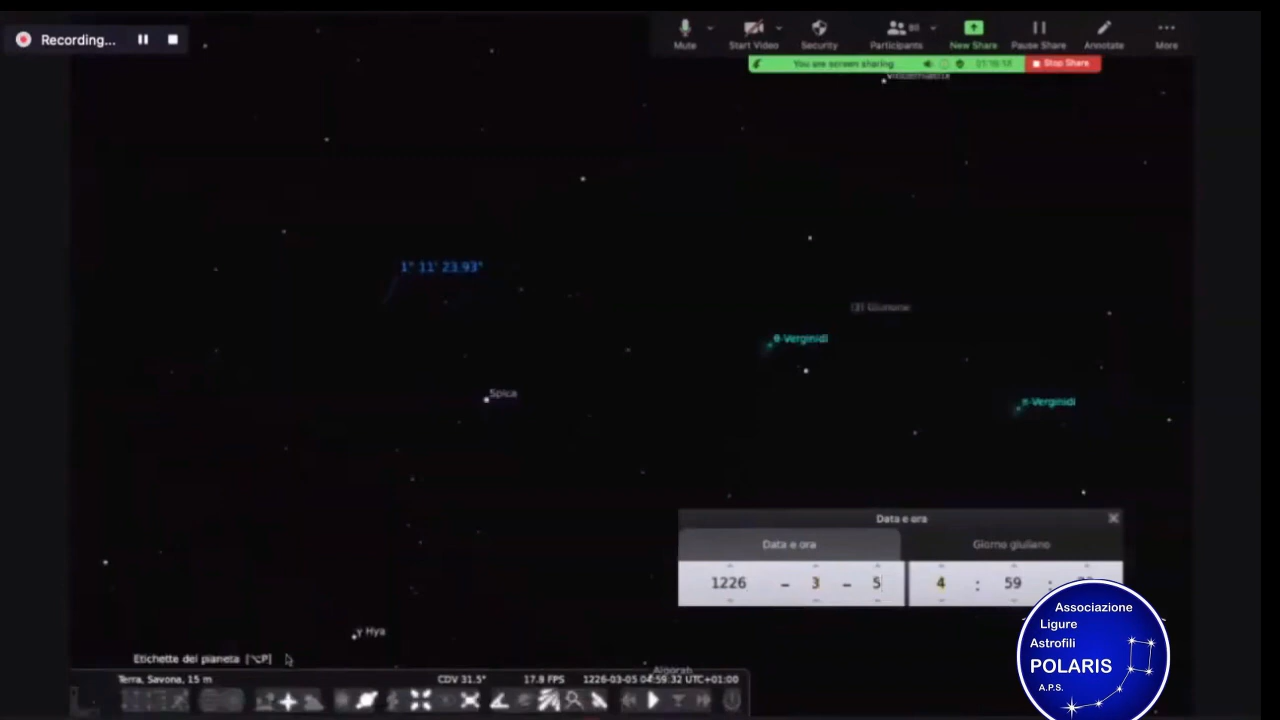 Recording...
Mute
Start Video
Security
Participants
New Share
Pause Share
Annotate
More
You are screen sharing
Stop Share
1° 11' 23.93"
Giunone
θ-Verginidi
Spica
π-Verginidi
Data e ora
Data e ora
Giorno giuliano
1226 - 3 - 5
4 : 59 :
γ Hya
Etichette dei pianeta [⌥P]
Algorab
Terra, Savona, 15 m
CDV 31.5°
17.9 FPS
1226-03-05 04:59:32 UTC+01:00
Associazione
Ligure
Astrofili
POLARIS
A.P.S.